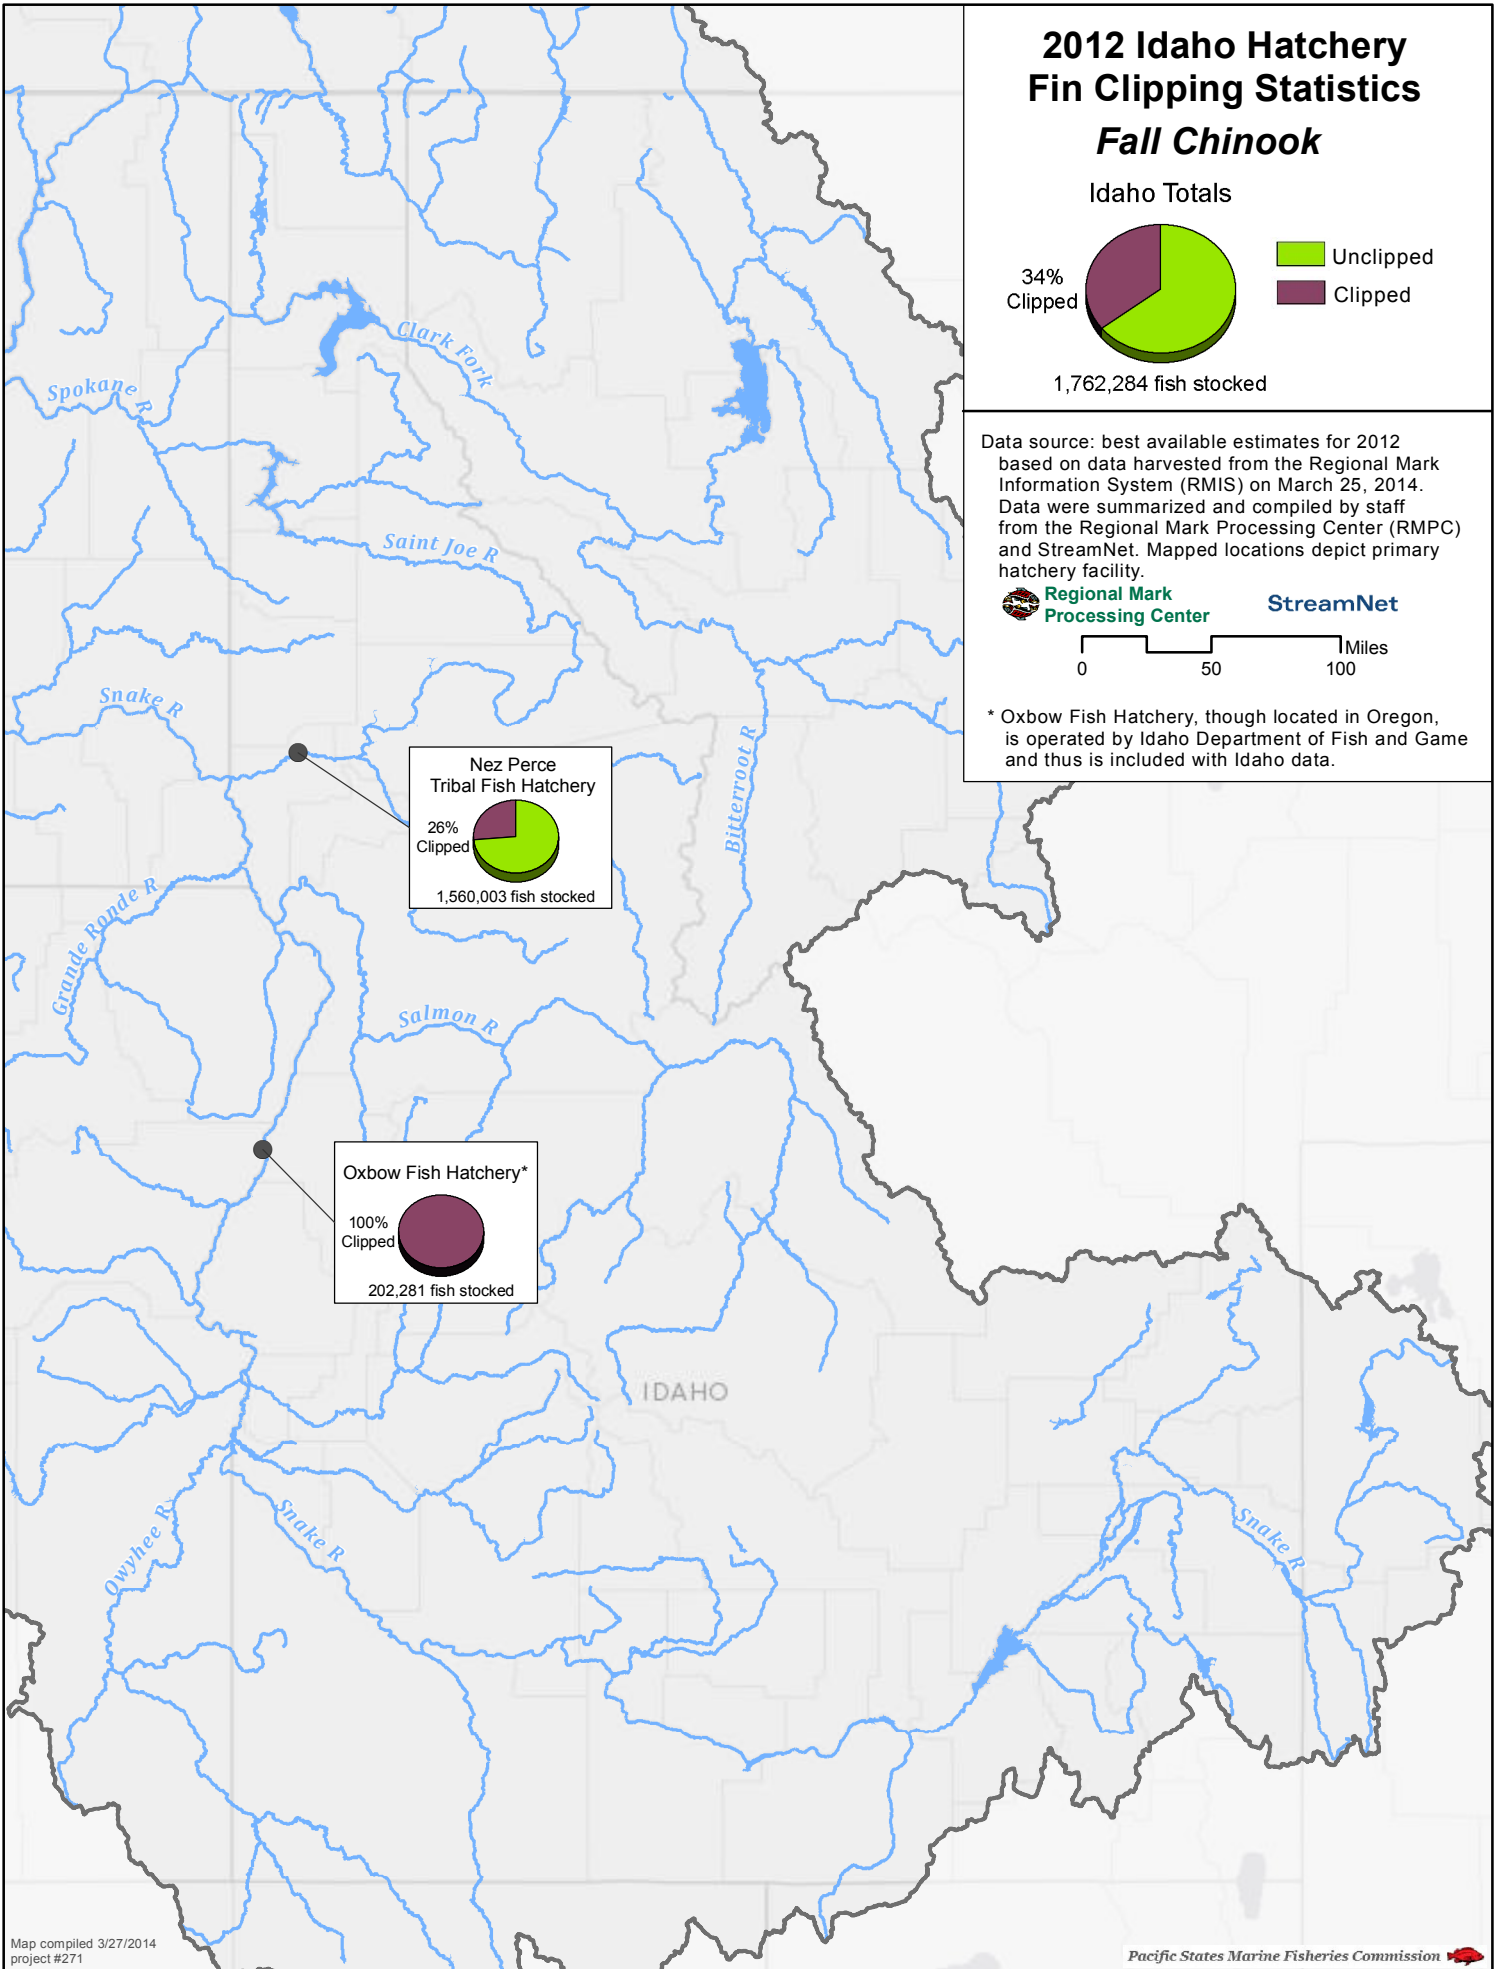 2012 Idaho Hatchery
Fin Clipping Statistics
Fall Chinook
Idaho Totals
34%
Clipped
Unclipped
Clipped
1,762,284 fish stocked
Data source: best available estimates for 2012
based on data harvested from the Regional Mark
Information System (RMIS) on March 25, 2014.
Data were summarized and compiled by staff
from the Regional Mark Processing Center (RMPC)
and StreamNet. Mapped locations depict primary
hatchery facility.
Regional Mark
Processing Center
StreamNet
Miles
0 50 100
* Oxbow Fish Hatchery, though located in Oregon,
is operated by Idaho Department of Fish and Game
and thus is included with Idaho data.
Clark Fork
Spokane R
Saint Joe R
Snake R
Bitterroot R
Nez Perce
Tribal Fish Hatchery
26%
Clipped
1,560,003 fish stocked
Grande Ronde R
Salmon R
Oxbow Fish Hatchery*
100%
Clipped
202,281 fish stocked
IDAHO
Owyhee R
Snake R
Snake R
Map compiled 3/27/2014
project #271
Pacific States Marine Fisheries Commission